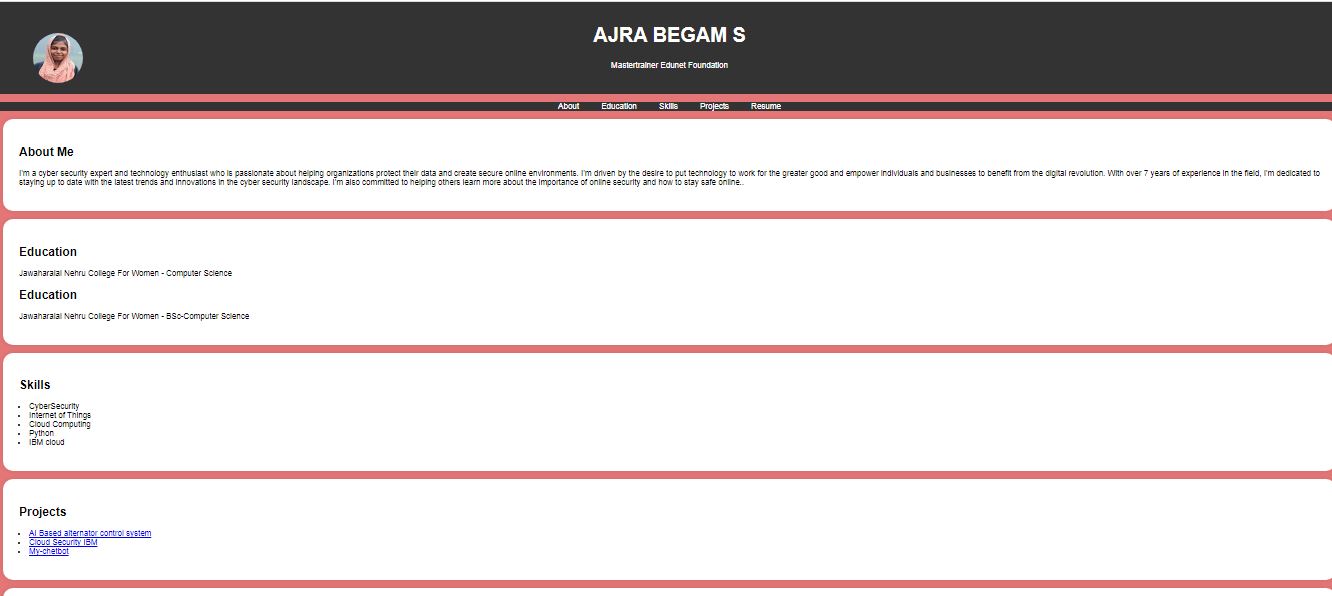 AJRA BEGAM S
Mastertrainer Edunet Foundation
About Education Skills Projects Resume
About Me
I'm a cyber security expert and technology enthusiast who is passionate about helping organizations protect their data and create secure online environments. I'm driven by the desire to put technology to work for the greater good and empower individuals and businesses to benefit from the digital revolution. With over 7 years of experience in the field, I'm dedicated to
staying up to date with the latest trends and innovations in the cyber security landscape. I'm also committed to helping others learn more about the importance of online security and how to stay safe online..
Education
Jawaharalal Nehru College For Women - Computer Science
Education
Jawaharalal Nehru College For Women - BSc-Computer Science
Skills
CyberSecurity
Internet of Things
Cloud Computing
Python
IBM cloud
Projects
AI Based alternator control system
Cloud Security IBM
My-chetbot